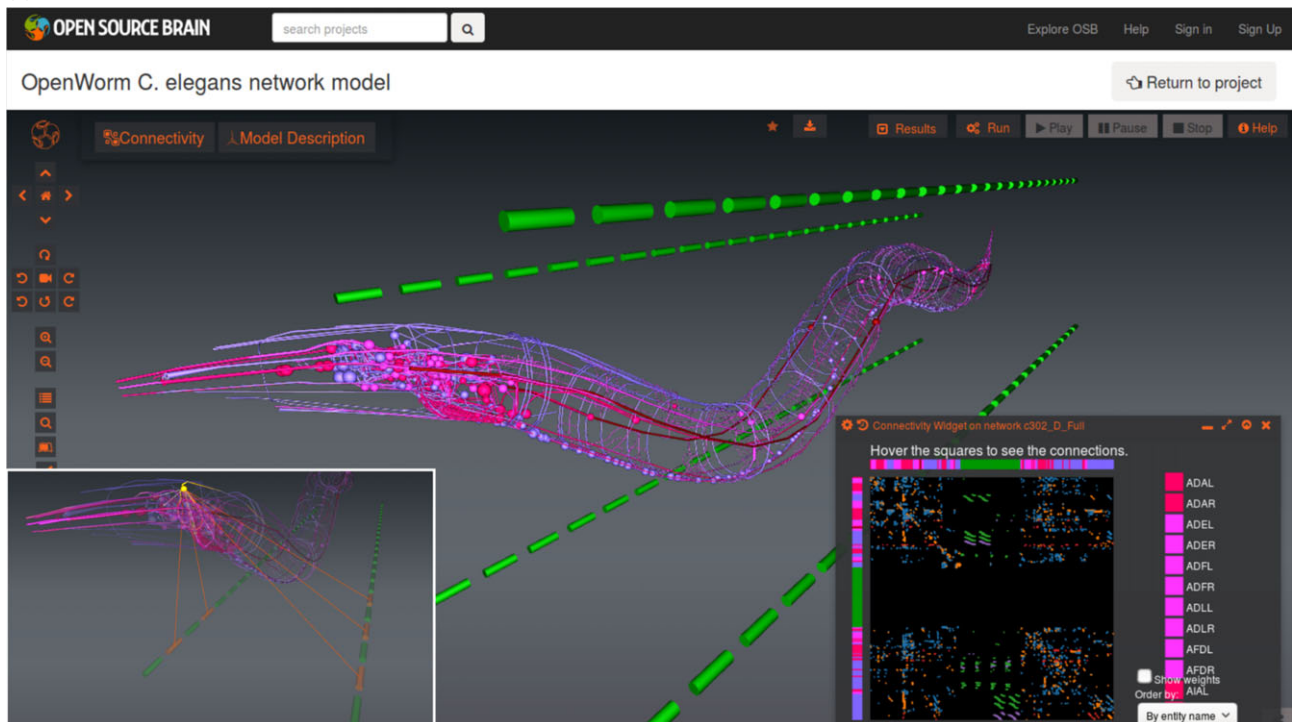 OPEN SOURCE BRAIN search projects Explore OSB Help Sign in Sign Up
OpenWorm C. elegans network model Return to project
Connectivity Model Description Results Run Play Pause Stop Help
Connectivity Widget on network c302_D_Full
Hover the squares to see the connections.
ADAL
ADAR
ADEL
ADER
ADFL
ADFR
ADLL
ADLR
AFDL
AFDR
Show weights
AIAL
Order by:
By entity name